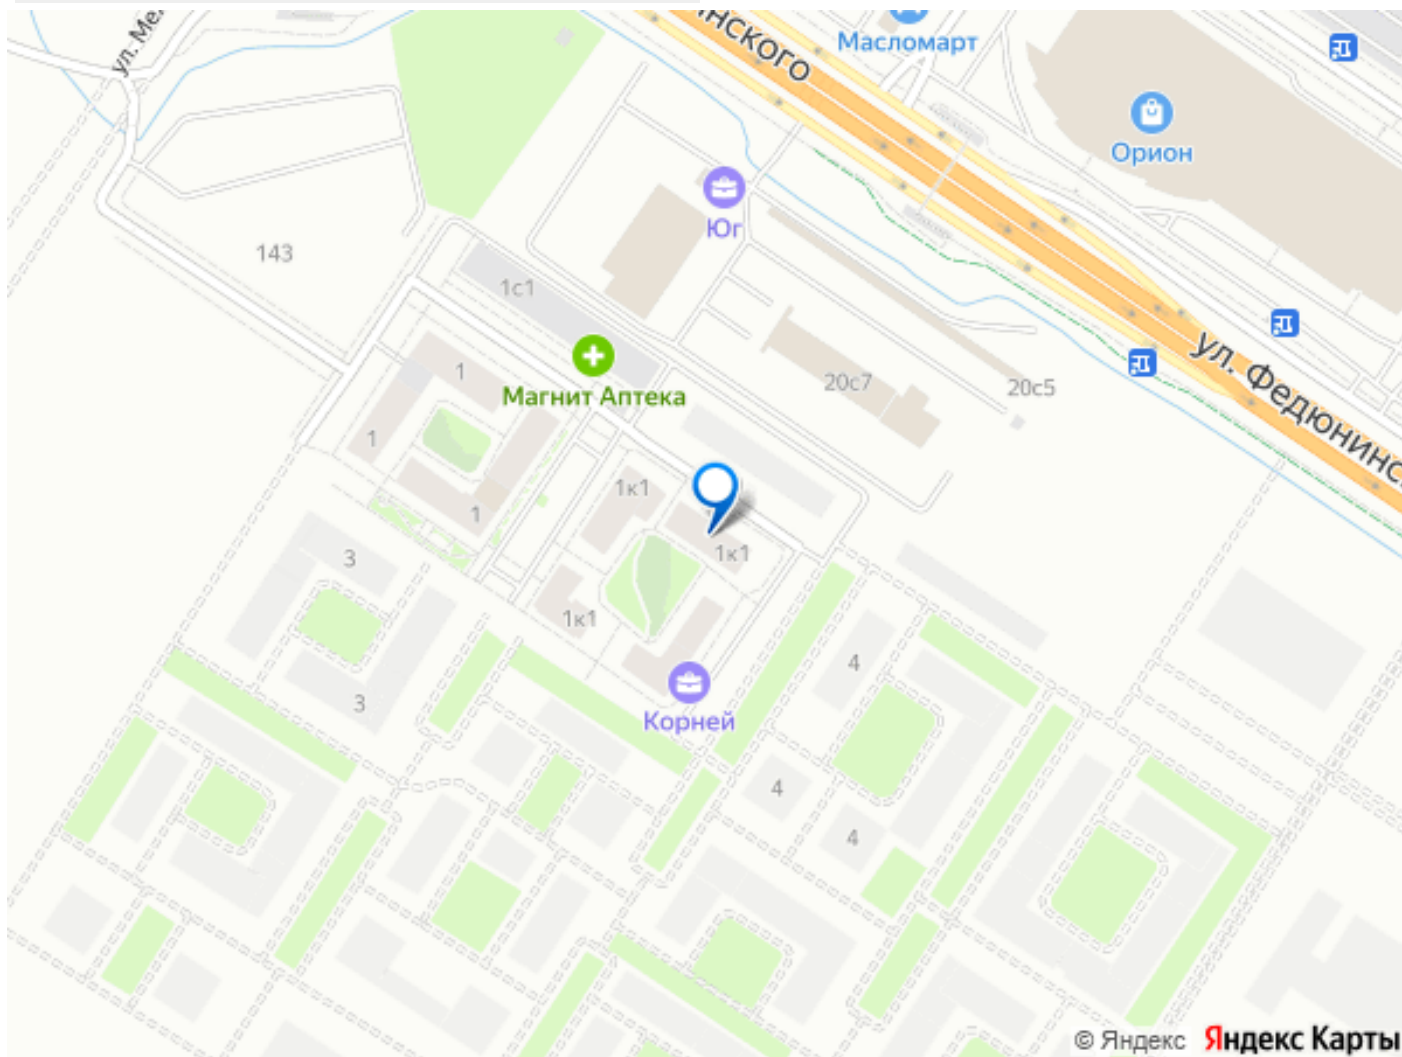 ул. Ме
нского
Масломарт
Орион
Юг
143
1с1
1
Магнит Аптека
20с7
20с5
ул. Федюнинс
1
1
1к1
1к1
3
1к1
4
3
Корней
4
4
© Яндекс Яндекс Карты